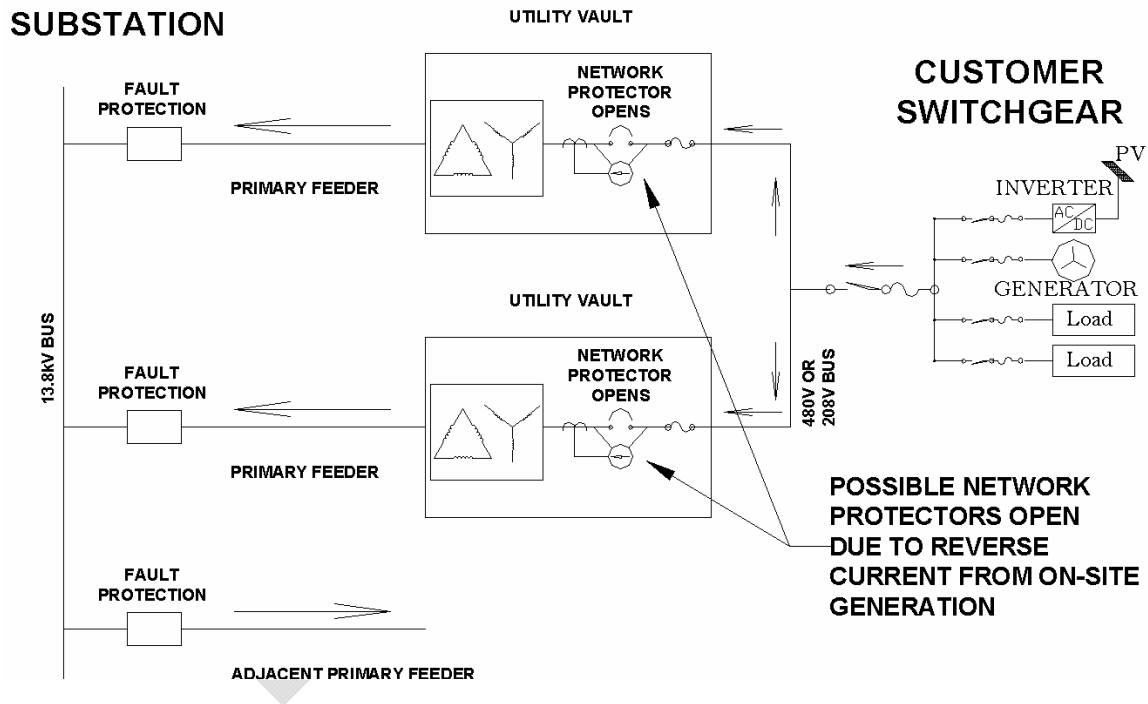 SUBSTATION
UTILITY VAULT
FAULT
PROTECTION
NETWORK
PROTECTOR
OPENS
CUSTOMER
SWITCHGEAR
PRIMARY FEEDER
PV
INVERTER
AC
DC
GENERATOR
Load
Load
UTILITY VAULT
13.8kV BUS
FAULT
PROTECTION
NETWORK
PROTECTOR
OPENS
480V OR
208V BUS
PRIMARY FEEDER
POSSIBLE NETWORK
PROTECTORS OPEN
DUE TO REVERSE
CURRENT FROM ON-SITE
GENERATION
FAULT
PROTECTION
ADJACENT PRIMARY FEEDER